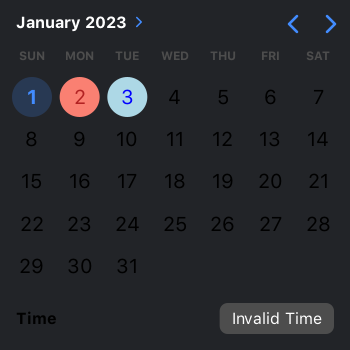 January 2023
SUN MON TUE WED THU FRI SAT
1 2 3 4 5 6 7
8 9 10 11 12 13 14
15 16 17 18 19 20 21
22 23 24 25 26 27 28
29 30 31
Time Invalid Time